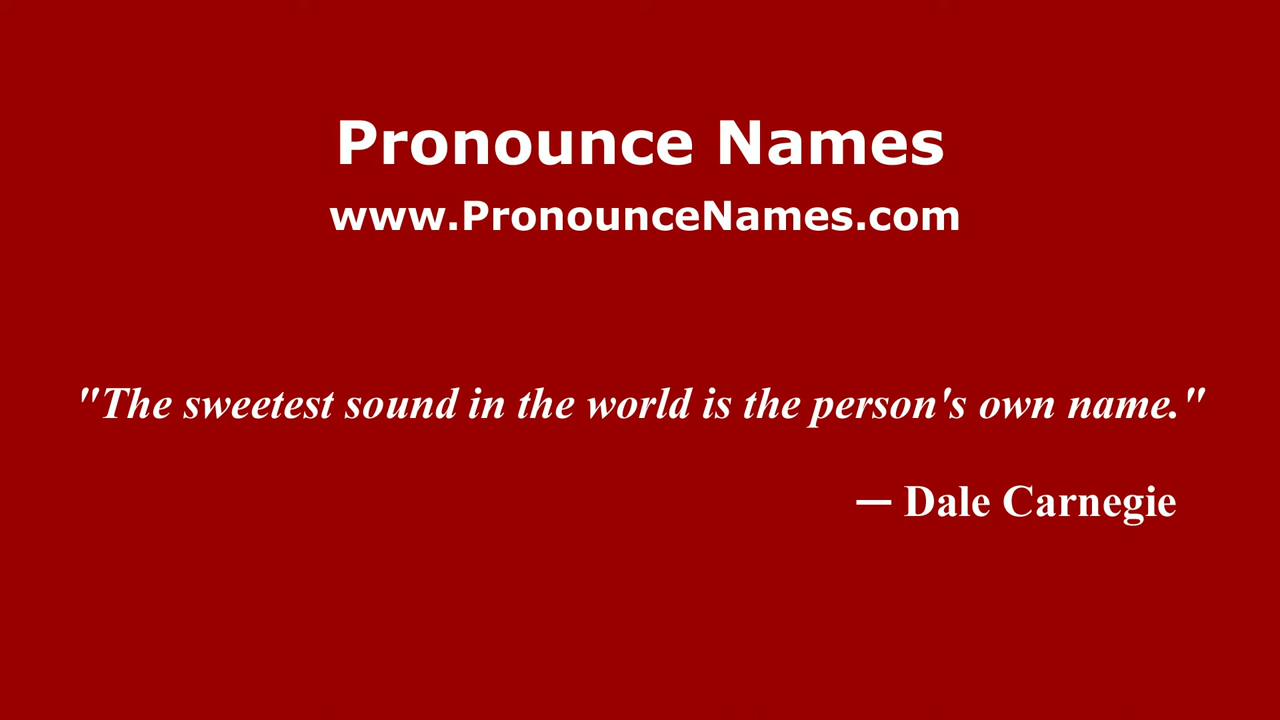 Pronounce Names
www.PronounceNames.com
"The sweetest sound in the world is the person's own name."
— Dale Carnegie